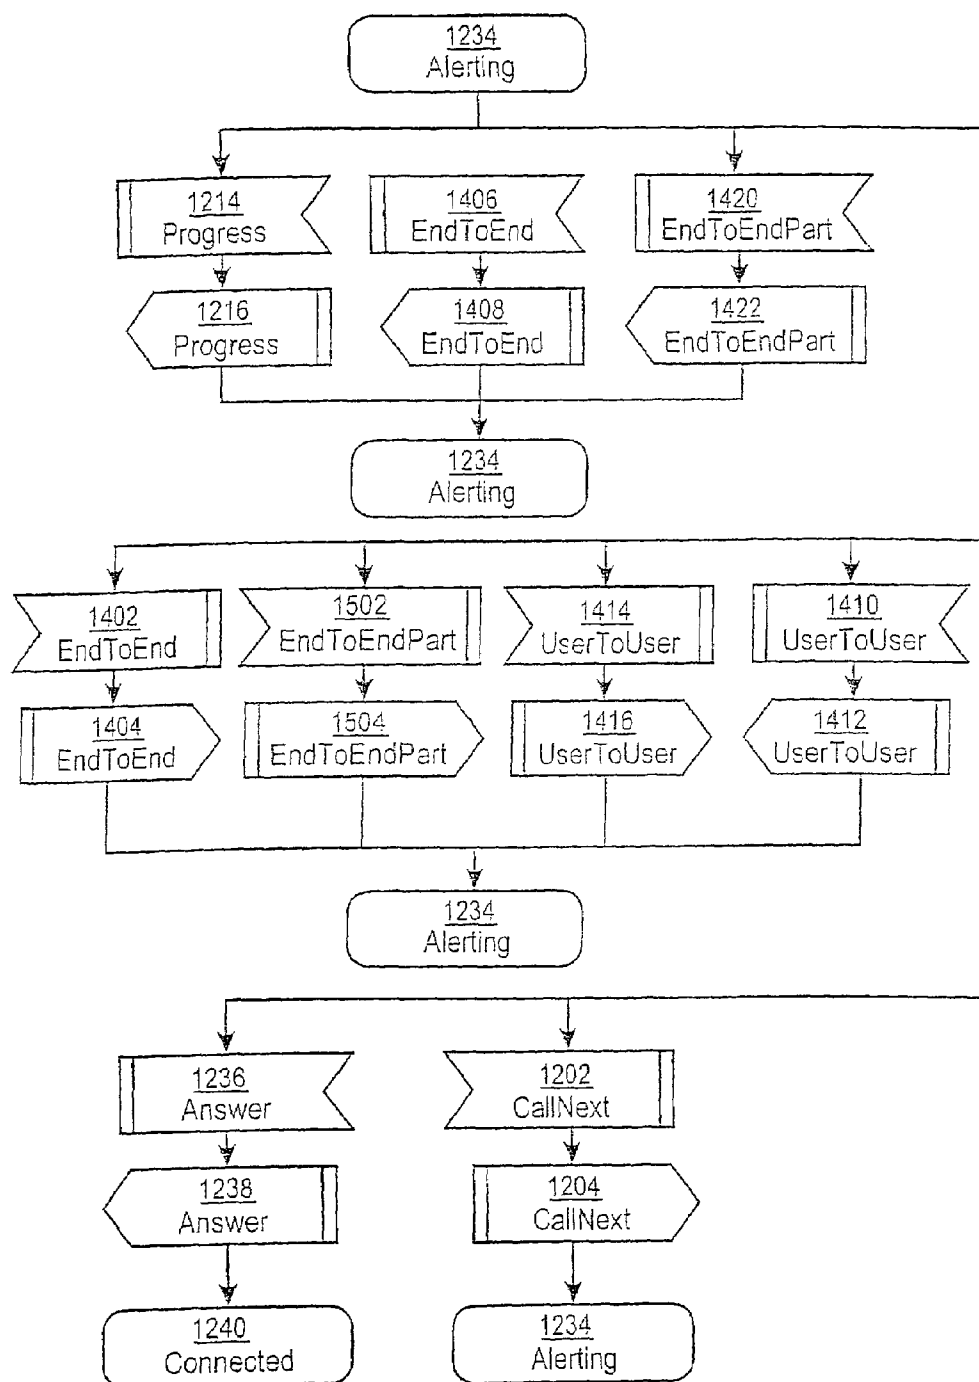 1234
Alerting
1214
Progress
1406
EndToEnd
1420
EndToEndPart
1216
Progress
1408
EndToEnd
1422
EndToEndPart
1234
Alerting
1402
EndToEnd
1502
EndToEndPart
1414
UserToUser
1410
UserToUser
1404
EndToEnd
1504
EndToEndPart
1416
UserToUser
1412
UserToUser
1234
Alerting
1236
Answer
1202
CallNext
1238
Answer
1204
CallNext
1240
Connected
1234
Alerting